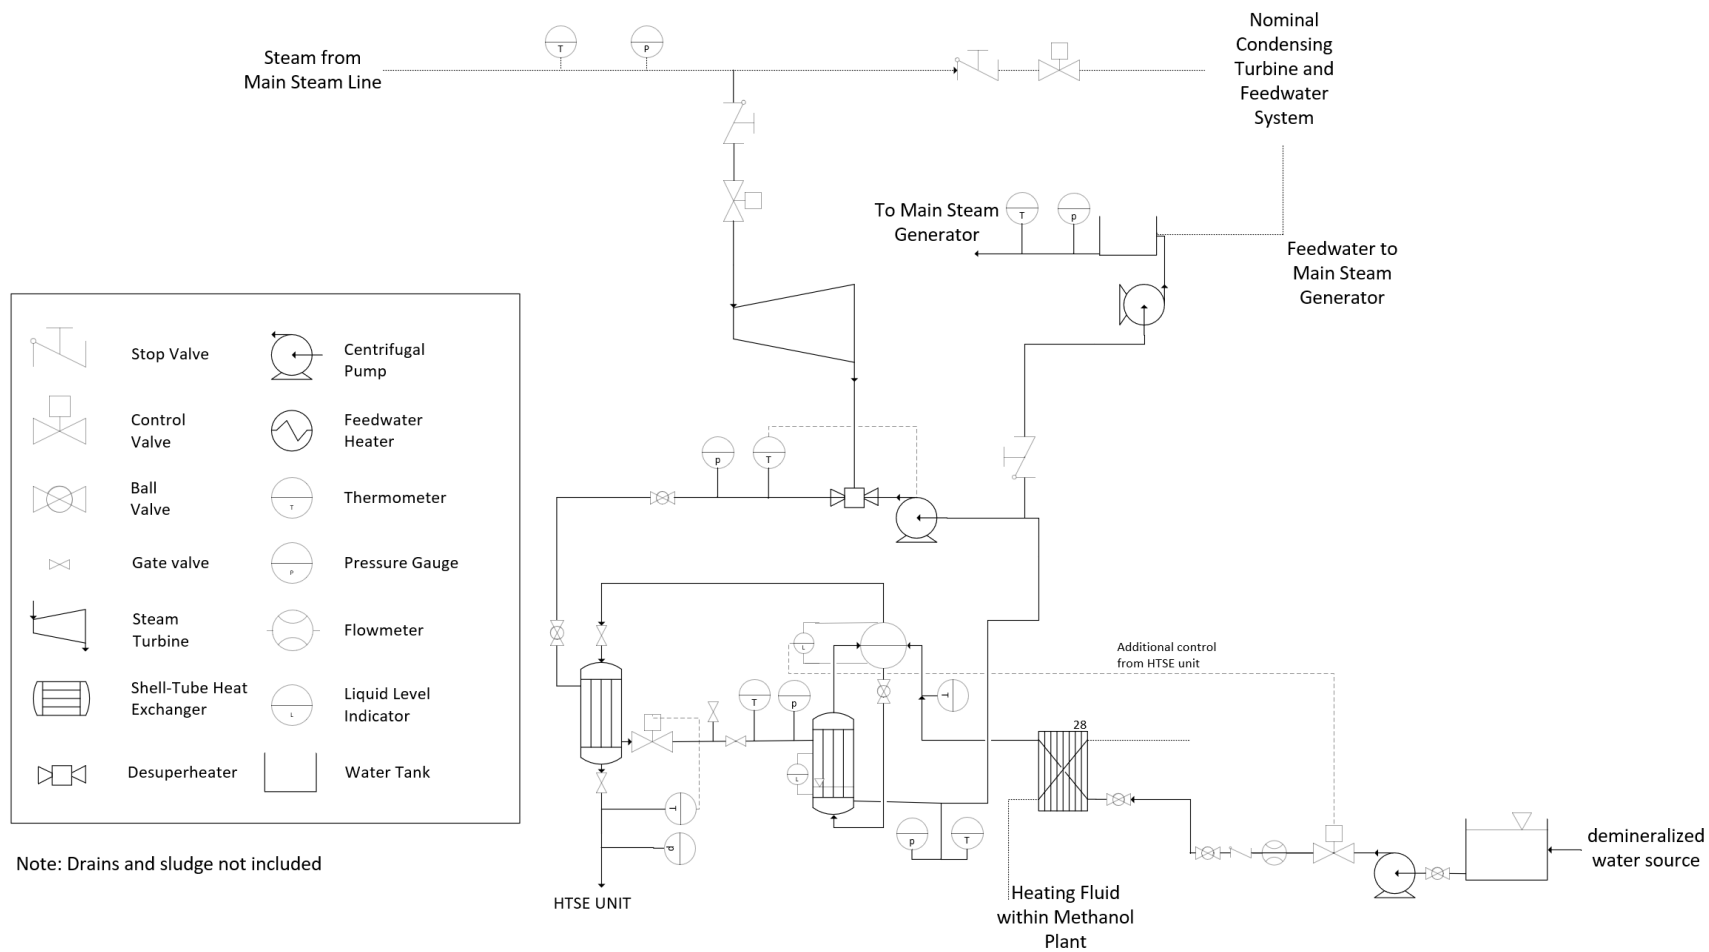 Steam from
Main Steam Line
T
P
Nominal
Condensing
Turbine and
Feedwater
System
To Main Steam
Generator
T
p
Feedwater to
Main Steam
Generator
Stop Valve
Centrifugal
Pump
Control
Valve
Feedwater
Heater
Ball
Valve
Thermometer
T
Gate valve
Pressure Gauge
P
Steam
Turbine
Flowmeter
Shell-Tube Heat
Exchanger
Liquid Level
Indicator
L
Desuperheater
Water Tank
Note: Drains and sludge not included
p
T
L
Additional control
from HTSE unit
T
p
T
28
L
T
p
p
T
HTSE UNIT
Heating Fluid
within Methanol
Plant
demineralized
water source